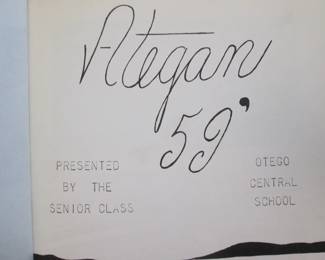 Otegan
59'
PRESENTED
BY THE
SENIOR CLASS
OTEGO
CENTRAL
SCHOOL